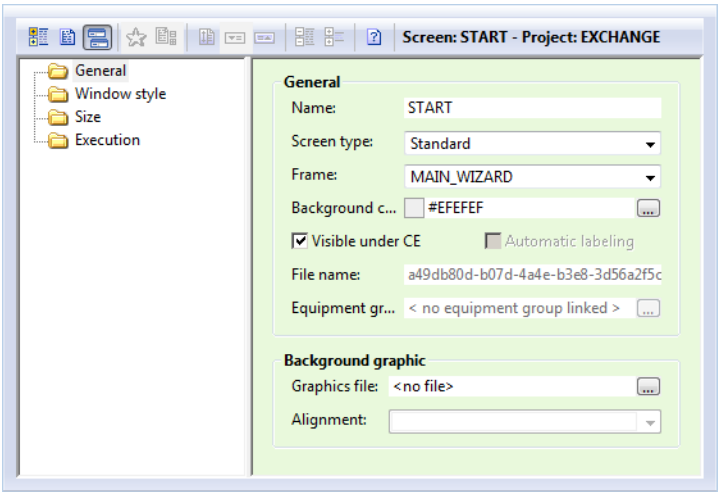 Screen: START - Project: EXCHANGE
General
Window style
Size
Execution
General
Name: START
Screen type: Standard
Frame: MAIN_WIZARD
Background c... #EFEFEF
Visible under CE Automatic labeling
File name: a49db80d-b07d-4a4e-b3e8-3d56a2f5c
Equipment gr... < no equipment group linked > ...
Background graphic
Graphics file: <no file> ...
Alignment: